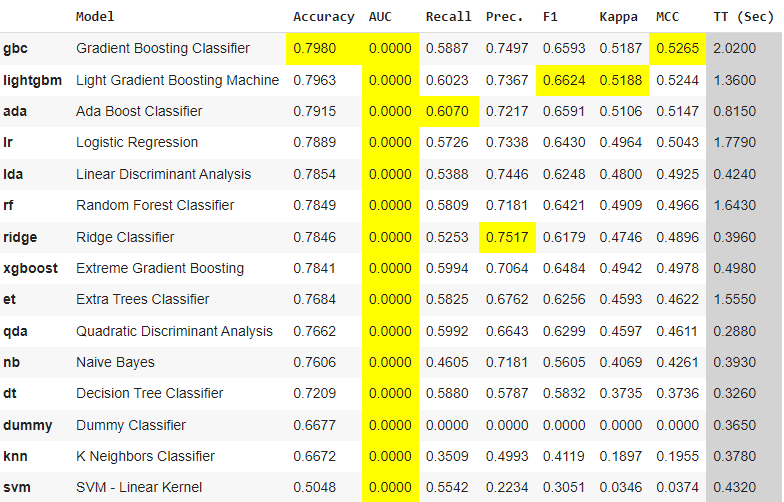 Model Accuracy AUC Recall Prec. F1 Kappa MCC TT (Sec)
gbc Gradient Boosting Classifier 0.7980 0.0000 0.5887 0.7497 0.6593 0.5187 0.5265 2.0200
lightgbm Light Gradient Boosting Machine 0.7963 0.0000 0.6023 0.7367 0.6624 0.5188 0.5244 1.3600
ada Ada Boost Classifier 0.7915 0.0000 0.6070 0.7217 0.6591 0.5106 0.5147 0.8150
lr Logistic Regression 0.7889 0.0000 0.5726 0.7338 0.6430 0.4964 0.5043 1.7790
lda Linear Discriminant Analysis 0.7854 0.0000 0.5388 0.7446 0.6248 0.4800 0.4925 0.4240
rf Random Forest Classifier 0.7849 0.0000 0.5809 0.7181 0.6421 0.4909 0.4966 1.6430
ridge Ridge Classifier 0.7846 0.0000 0.5253 0.7517 0.6179 0.4746 0.4896 0.3960
xgboost Extreme Gradient Boosting 0.7841 0.0000 0.5994 0.7064 0.6484 0.4942 0.4978 0.4980
et Extra Trees Classifier 0.7684 0.0000 0.5825 0.6762 0.6256 0.4593 0.4622 1.5550
qda Quadratic Discriminant Analysis 0.7662 0.0000 0.5992 0.6643 0.6299 0.4597 0.4611 0.2880
nb Naive Bayes 0.7606 0.0000 0.4605 0.7181 0.5605 0.4069 0.4261 0.3930
dt Decision Tree Classifier 0.7209 0.0000 0.5880 0.5787 0.5832 0.3735 0.3736 0.3260
dummy Dummy Classifier 0.6677 0.0000 0.0000 0.0000 0.0000 0.0000 0.0000 0.3650
knn K Neighbors Classifier 0.6672 0.0000 0.3509 0.4993 0.4119 0.1897 0.1955 0.3780
svm SVM - Linear Kernel 0.5048 0.0000 0.5542 0.2234 0.3051 0.0346 0.0374 0.4320